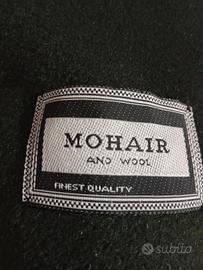 MOHAIR
AND WOOL
FINEST QUALITY
subito